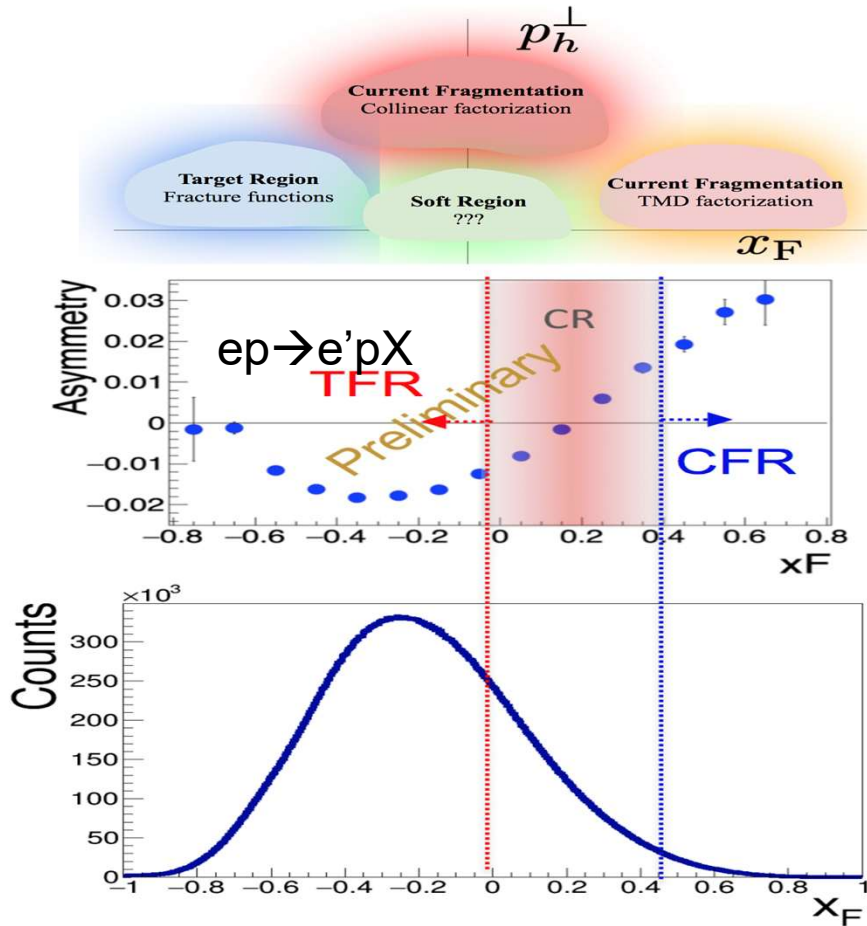 p_h^⊥
Current Fragmentation
Collinear factorization
Target Region
Fracture functions
Soft Region
???
Current Fragmentation
TMD factorization
x_F
Asymmetry
0.03
0.02
0.01
0
−0.01
−0.02
ep→e'pX
TFR
Preliminary
CR
CFR
−0.8 −0.6 −0.4 −0.2 0 0.2 0.4 0.6 0.8
xF
×10³
Counts
300
250
200
150
100
50
0
−1 −0.8 −0.6 −0.4 −0.2 0 0.2 0.4 0.6 0.8 1
x_F